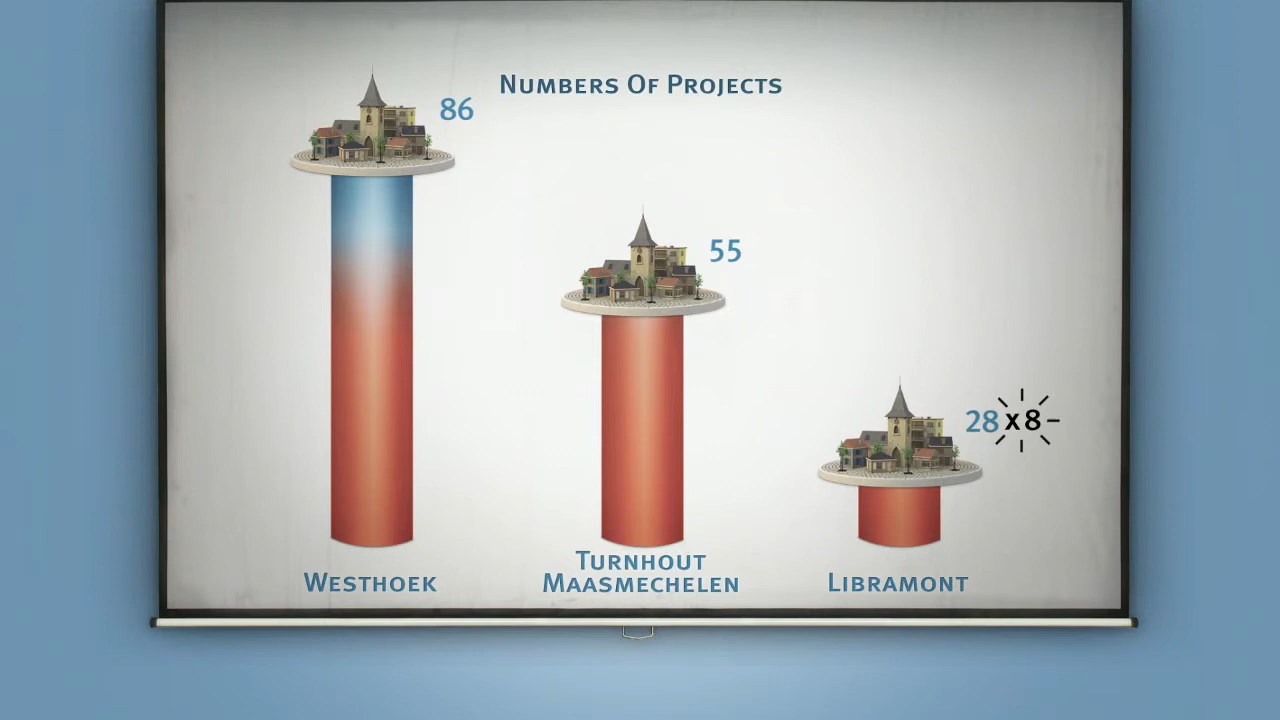 Numbers Of Projects
86
55
28 x8
Westhoek
Turnhout
Maasmechelen
Libramont